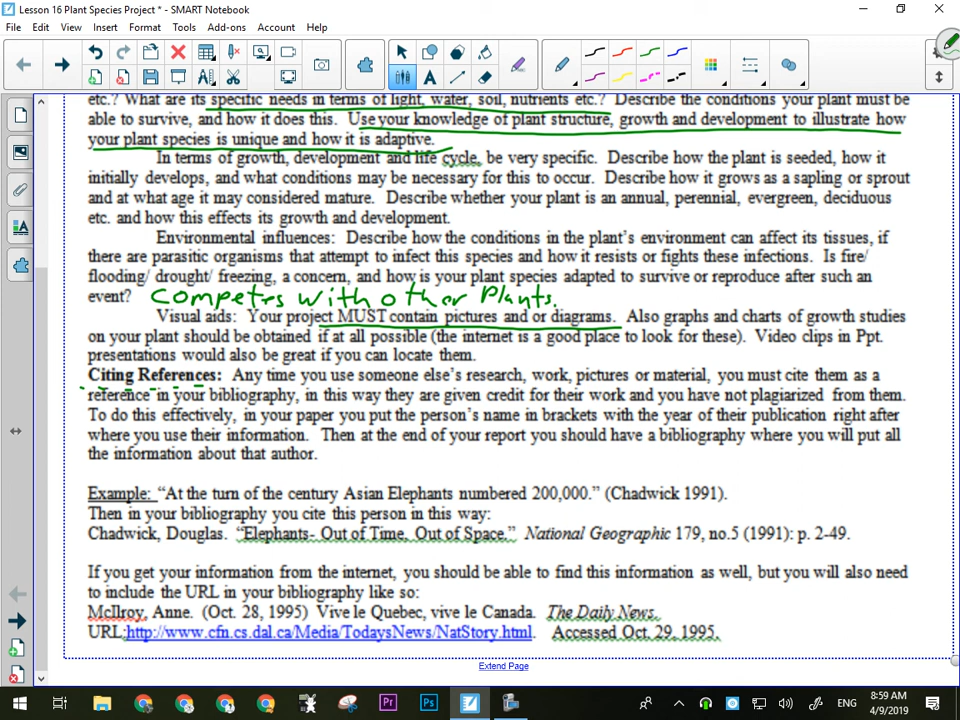 Lesson 16 Plant Species Project * - SMART Notebook
File Edit View Insert Format Tools Add-ons Account Help
etc.? What are its specific needs in terms of light, water, soil, nutrients etc.? Describe the conditions your plant must be
able to survive, and how it does this. Use your knowledge of plant structure, growth and development to illustrate how
your plant species is unique and how it is adaptive.
In terms of growth, development and life cycle, be very specific. Describe how the plant is seeded, how it
initially develops, and what conditions may be necessary for this to occur. Describe how it grows as a sapling or sprout
and at what age it may considered mature. Describe whether your plant is an annual, perennial, evergreen, deciduous
etc. and how this effects its growth and development.
Environmental influences: Describe how the conditions in the plant's environment can affect its tissues, if
there are parasitic organisms that attempt to infect this species and how it resists or fights these infections. Is fire/
flooding/ drought/ freezing, a concern, and how is your plant species adapted to survive or reproduce after such an
event? Competes with other Plants.
Visual aids: Your project MUST contain pictures and or diagrams. Also graphs and charts of growth studies
on your plant should be obtained if at all possible (the internet is a good place to look for these). Video clips in Ppt.
presentations would also be great if you can locate them.
Citing References: Any time you use someone else's research, work, pictures or material, you must cite them as a
reference in your bibliography, in this way they are given credit for their work and you have not plagiarized from them.
To do this effectively, in your paper you put the person's name in brackets with the year of their publication right after
where you use their information. Then at the end of your report you should have a bibliography where you will put all
the information about that author.
Example: "At the turn of the century Asian Elephants numbered 200,000." (Chadwick 1991).
Then in your bibliography you cite this person in this way:
Chadwick, Douglas. "Elephants- Out of Time, Out of Space." National Geographic 179, no.5 (1991): p. 2-49.
If you get your information from the internet, you should be able to find this information as well, but you will also need
to include the URL in your bibliography like so:
McIlroy, Anne. (Oct. 28, 1995) Vive le Quebec, vive le Canada. The Daily News.
URL:http://www.cfn.cs.dal.ca/Media/TodaysNews/NatStory.html. Accessed Oct. 29, 1995.
Extend Page
Pr Ps ENG
8:59 AM
4/9/2019